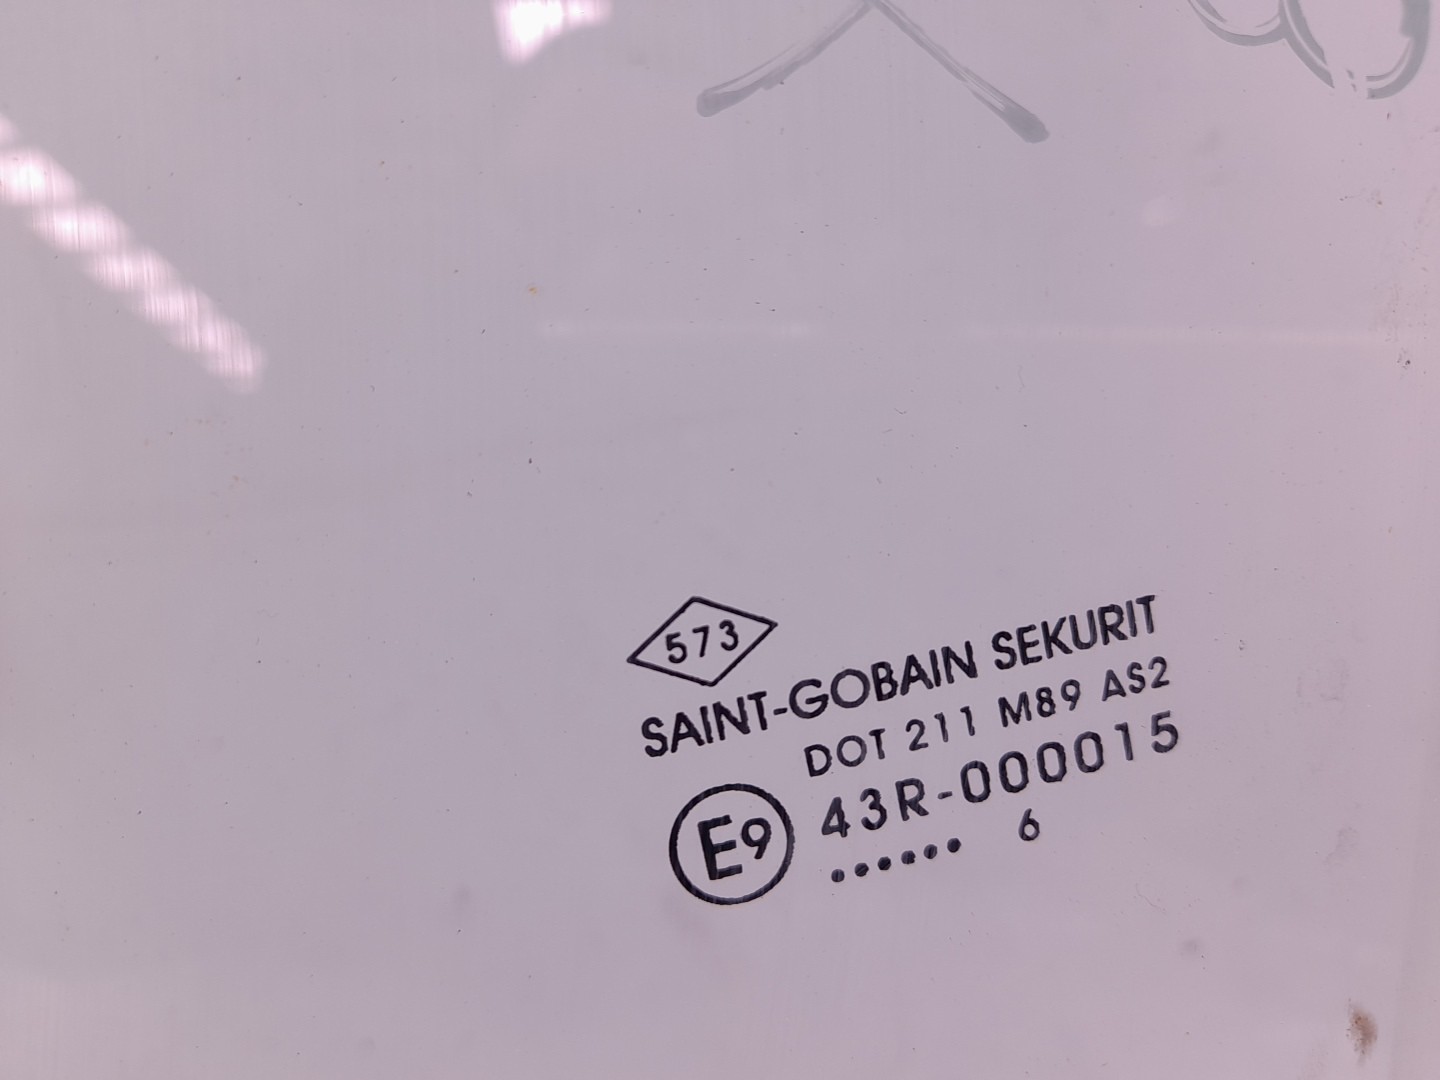 573
SAINT-GOBAIN SEKURIT
DOT 211 M89 AS2
E9 43R-000015
...... 6